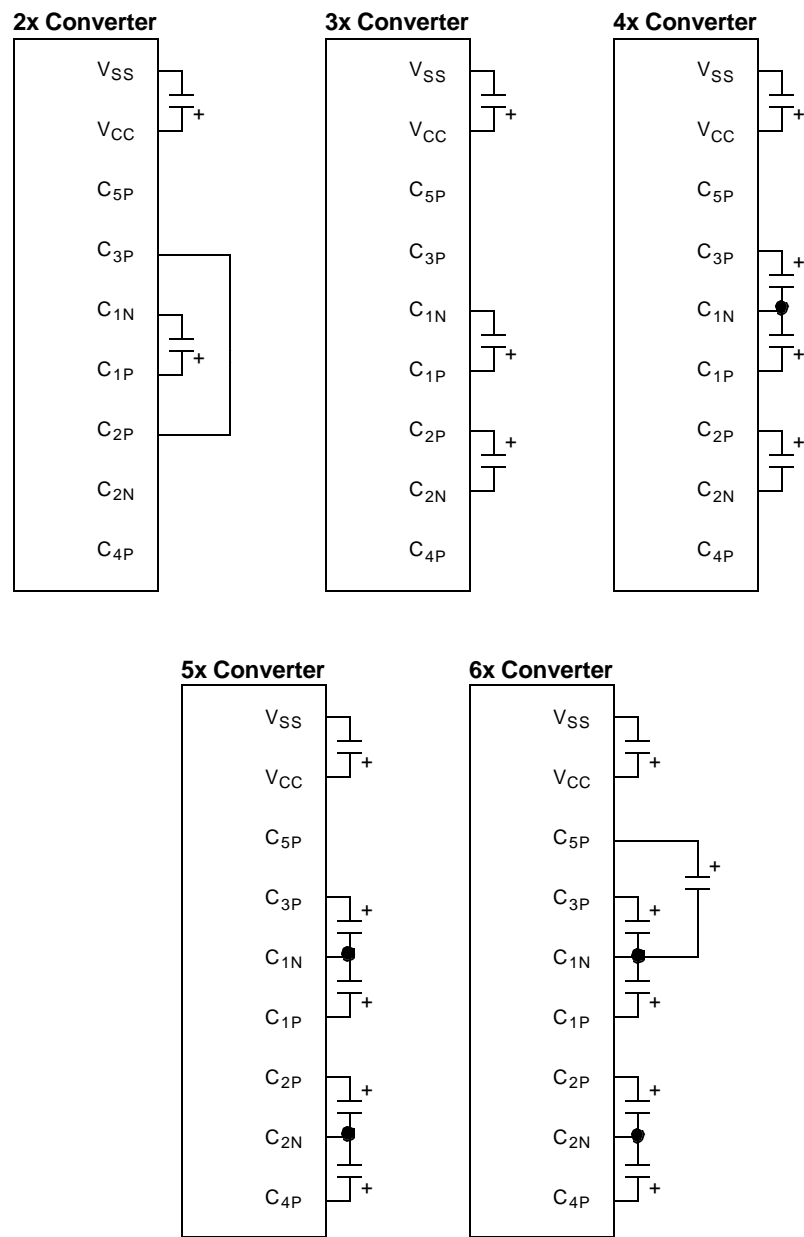 2x Converter
VSS
+
VCC
C5P
C3P
C1N
+
C1P
C2P
C2N
C4P
3x Converter
VSS
+
VCC
C5P
C3P
C1N
+
C1P
C2P
+
C2N
C4P
4x Converter
VSS
+
VCC
C5P
C3P
+
C1N
+
C1P
C2P
+
C2N
C4P
5x Converter
VSS
+
VCC
C5P
C3P
+
C1N
+
C1P
C2P
+
C2N
+
C4P
6x Converter
VSS
+
VCC
C5P
+
C3P
+
C1N
+
C1P
C2P
+
C2N
+
C4P